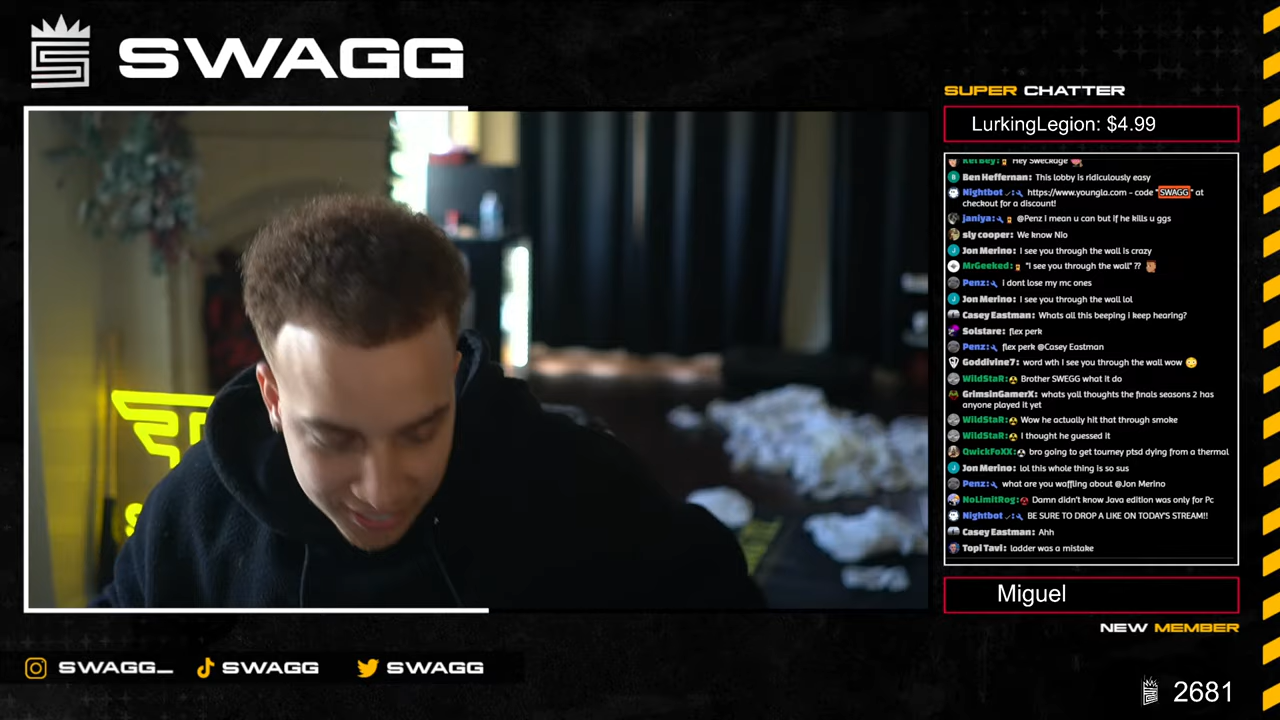 SWAGG
SUPER CHATTER
LurkingLegion: $4.99
KelBey: Hey Sweckage
Ben Heffernan: This lobby is ridiculously easy
Nightbot: https://www.youngla.com - code "SWAGG" at
checkout for a discount!
Janiya: @Penz i mean u can but if he kills u ggs
sly cooper: We know Nio
Jon Merino: I see you through the wall is crazy
MrGeeked: "I see you through the wall" ??
Penz: i dont lose my mc ones
Jon Merino: I see you through the wall lol
Casey Eastman: Whats all this beeping i keep hearing?
Solstare: flex perk
Penz: flex perk @Casey Eastman
Goddivine7: word wth I see you through the wall wow
WildStaR: Brother SWEGG what it do
GrimsinGamerX: whats yall thoughts the finals seasons 2 has
anyone played it yet
WildStaR: Wow he actually hit that through smoke
WildStaR: I thought he guessed it
QwickFoXX: bro going to get tourney ptsd dying from a thermal
Jon Merino: lol this whole thing is so sus
Penz: what are you waffling about @Jon Merino
NoLimitRog: Damn didn't know Java edition was only for Pc
Nightbot: BE SURE TO DROP A LIKE ON TODAY'S STREAM!!
Casey Eastman: Ahh
Topi Tavi: ladder was a mistake
Miguel
NEW MEMBER
SWAGG_ SWAGG SWAGG
2681